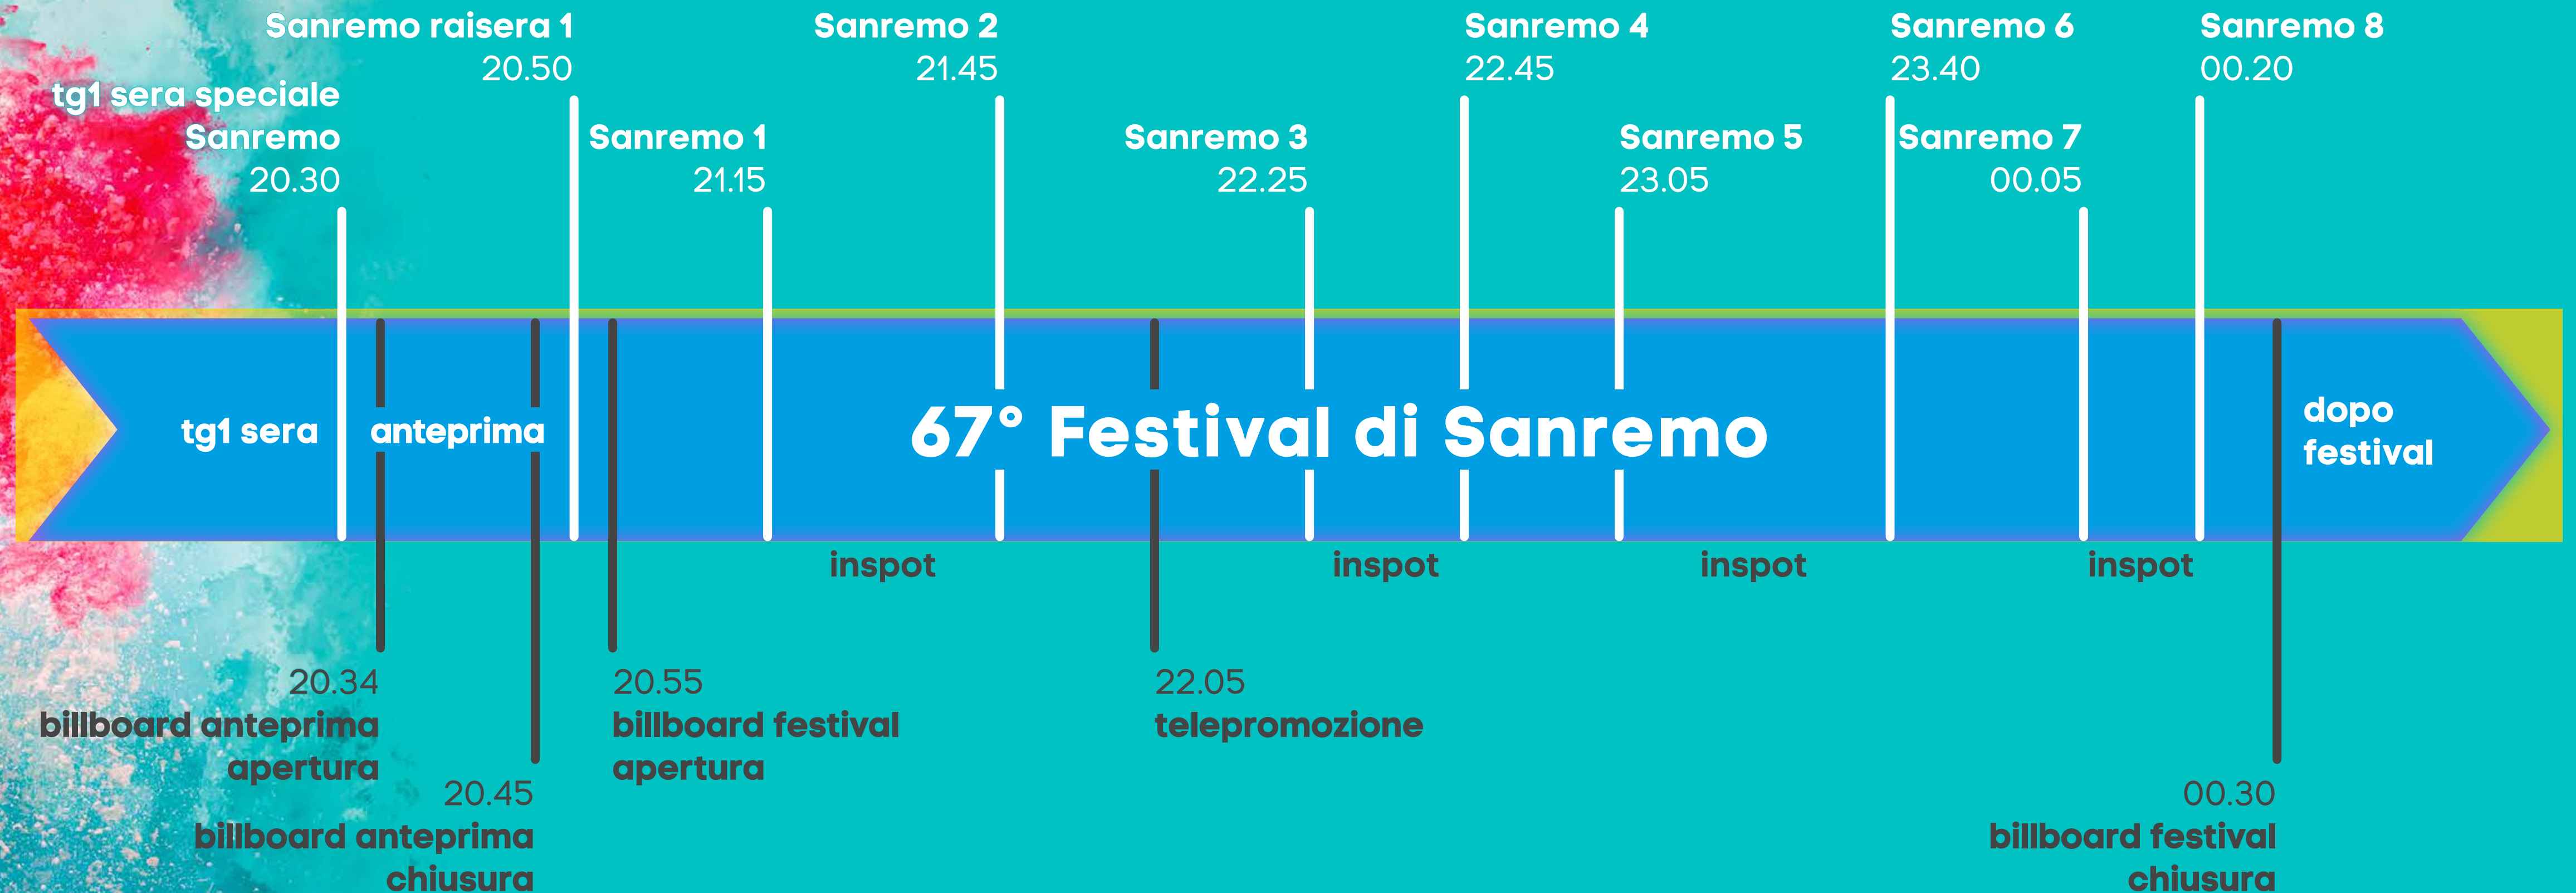 Sanremo raisera 1
20.50
Sanremo 2
21.45
Sanremo 4
22.45
Sanremo 6
23.40
Sanremo 8
00.20
tg1 sera speciale
Sanremo
20.30
Sanremo 1
21.15
Sanremo 3
22.25
Sanremo 5
23.05
Sanremo 7
00.05
tg1 sera
anteprima
67° Festival di Sanremo
dopo
festival
inspot
inspot
inspot
inspot
20.34
billboard anteprima
apertura
20.45
billboard anteprima
chiusura
20.55
billboard festival
apertura
22.05
telepromozione
00.30
billboard festival
chiusura